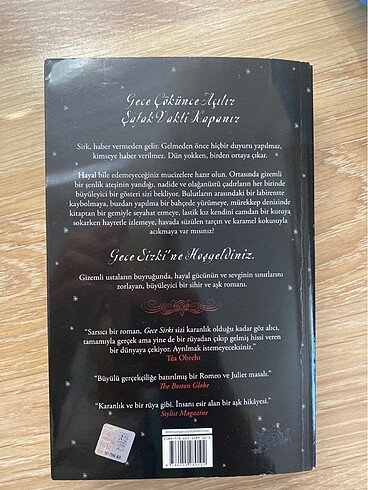 Gece Çökünce Açılır
Şafak Vakti Kapanır
Sirk, haber vermeden gelir. Gelmeden önce hiçbir duyuru yapılmaz,
kimseye haber verilmez. Dün yokken, birden ortaya çıkar.
Hayal bile edemeyeceğiniz mucizelere hazır olun. Ortasında gizemli
bir şenlik ateşinin yandığı, nadide ve olağanüstü çadırların her birinde
büyüleyici bir gösteri sizi bekliyor. Bulutların arasındaki bir labirentte
kaybolmaya, buzdan yapılma bir bahçede yürümeye, mürekkep denizinde
kitaptan bir gemiyle seyahat etmeye, lastik kız kendini camdan bir kutuya
sokarken hayretle izlemeye, havada süzülen tarçın ve karamel kokusuyla
acıkmaya var mısınız?
Gece Sirki'ne Hoşgeldiniz.
Gizemli ustaların buyruğunda, hayal gücünün ve sevginin sınırlarını
zorlayan, büyüleyici bir sihir ve aşk romanı.
"Sarsıcı bir roman, Gece Sirki sizi karanlık olduğu kadar göz alıcı,
tamamıyla gerçek ama yine de bir rüyadan çıkıp gelmiş hissi veren
bir dünyaya çekiyor. Ayrılmak istemeyeceksiniz."
Téa Obreht
"Büyülü gerçekçiliğe batırılmış bir Romeo ve Juliet masalı."
The Boston Globe
"Karanlık ve bir rüya gibi. İnsanı esir alan bir aşk hikâyesi."
Stylist Magazine